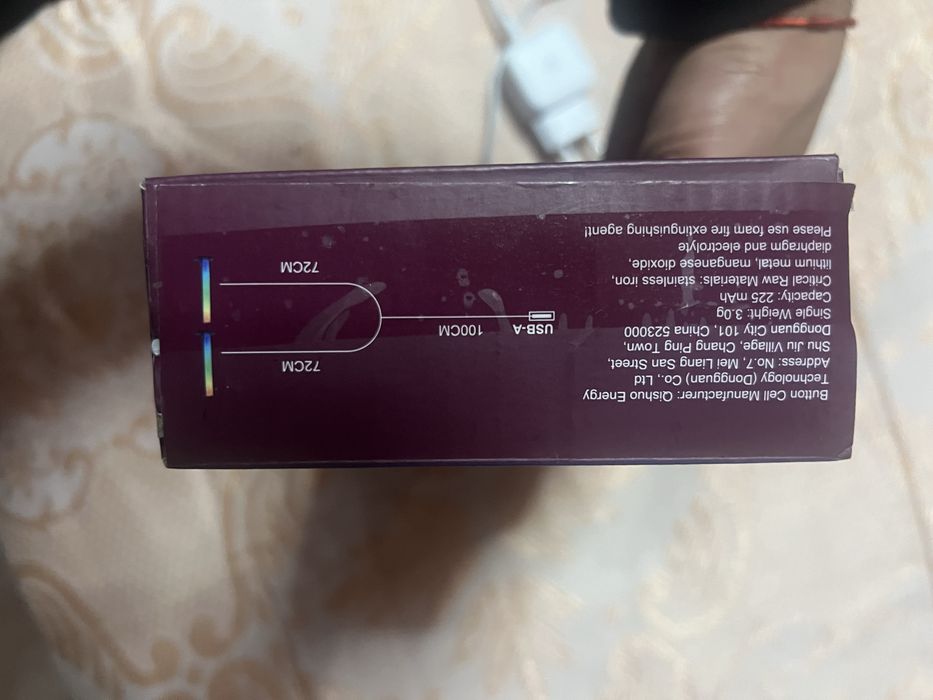 Button Cell Manufacturer: Qishuo Energy
Technology (Dongguan) Co., Ltd
Address: No.7, Mei Liang San Street,
Shu Jiu Village, Chang Ping Town,
Dongguan City 101, China 523000
Single Weight: 3.0g
Capacity: 225 mAh
Critical Raw Materials: stainless iron,
lithium metal, manganese dioxide,
diaphragm and electrolyte
Please use foam fire extinguishing agent!
USB-A
100CM
72CM
72CM